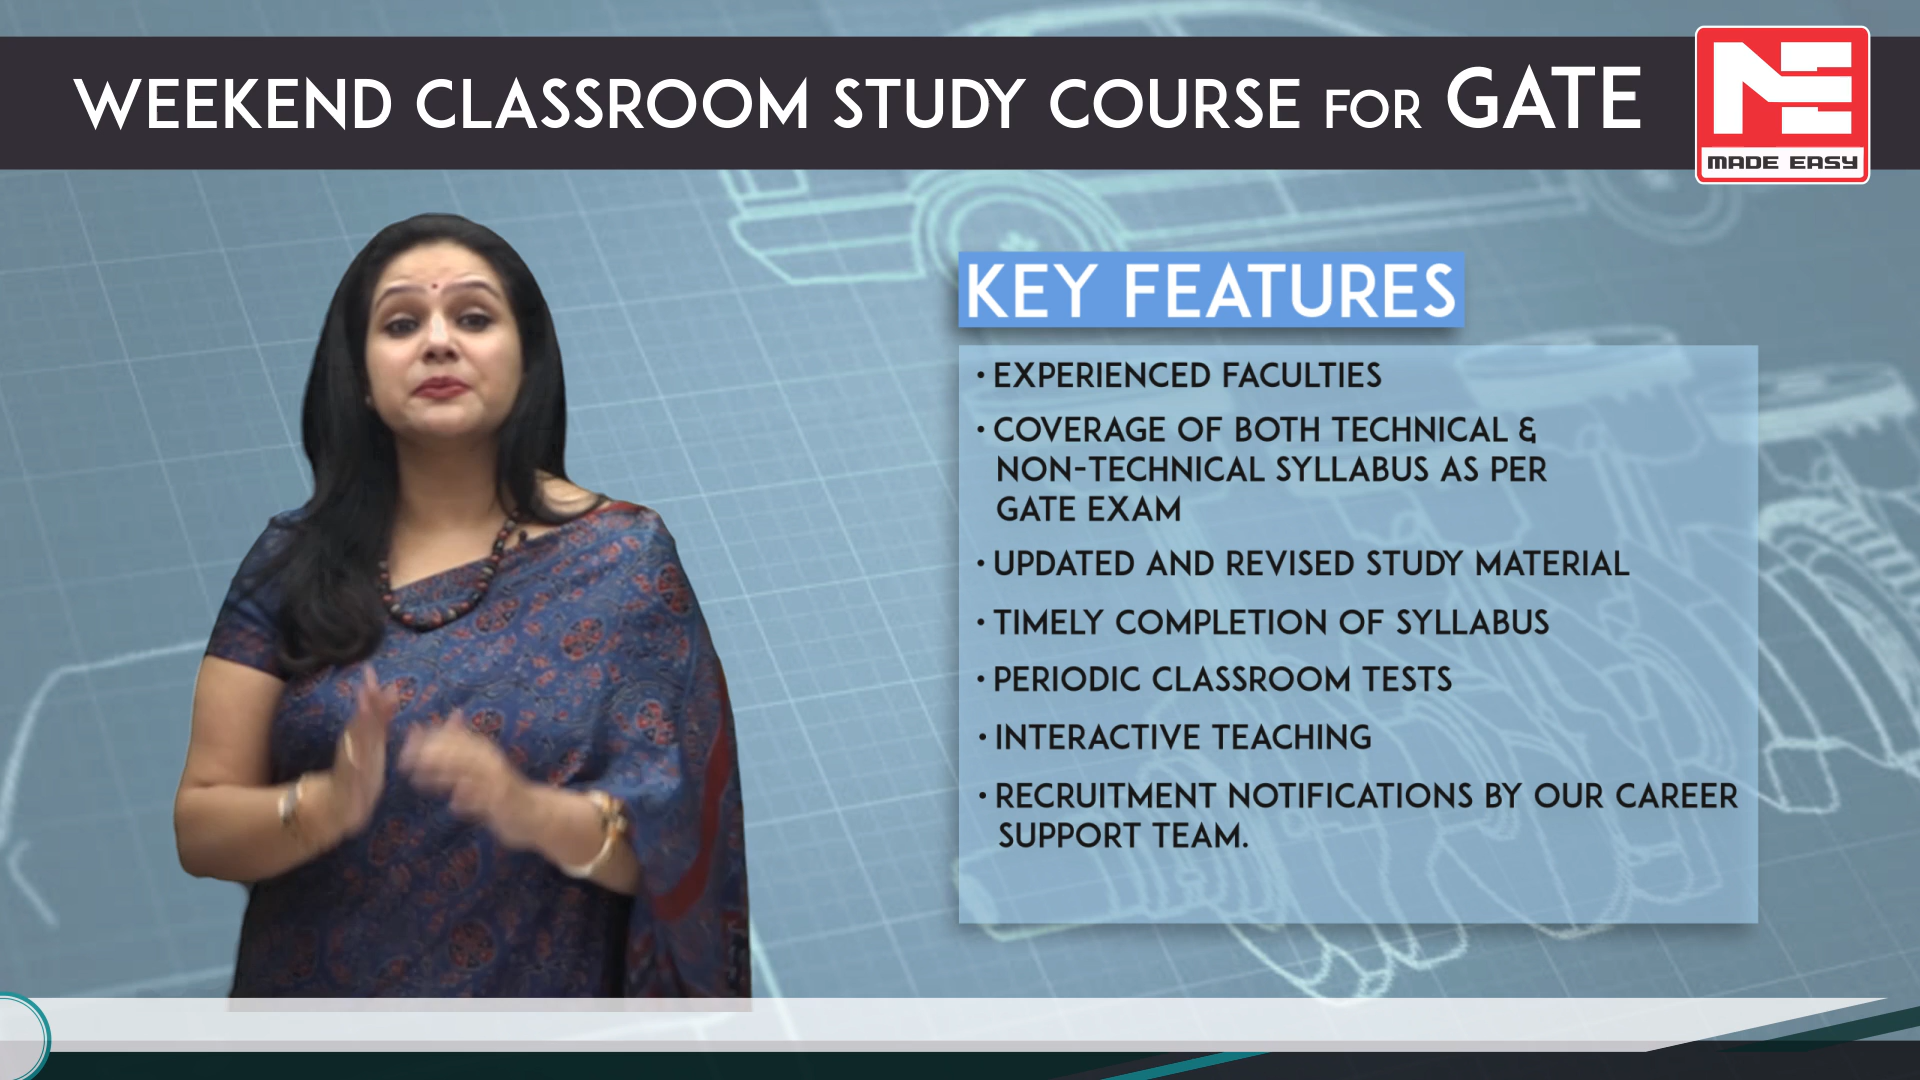 WEEKEND CLASSROOM STUDY COURSE FOR GATE
MADE EASY
KEY FEATURES
• EXPERIENCED FACULTIES
• COVERAGE OF BOTH TECHNICAL &
NON-TECHNICAL SYLLABUS AS PER
GATE EXAM
• UPDATED AND REVISED STUDY MATERIAL
• TIMELY COMPLETION OF SYLLABUS
• PERIODIC CLASSROOM TESTS
• INTERACTIVE TEACHING
• RECRUITMENT NOTIFICATIONS BY OUR CAREER
SUPPORT TEAM.